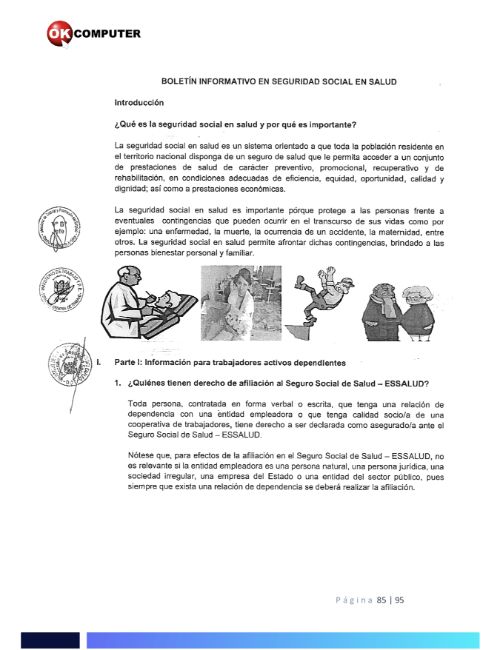 OK COMPUTER
BOLETÍN INFORMATIVO EN SEGURIDAD SOCIAL EN SALUD
Introducción
¿Qué es la seguridad social en salud y por qué es importante?
La seguridad social en salud es un sistema orientado a que toda la población residente en
el territorio nacional disponga de un seguro de salud que le permita acceder a un conjunto
de prestaciones de salud de carácter preventivo, promocional, recuperativo y de
rehabilitación, en condiciones adecuadas de eficiencia, equidad, oportunidad, calidad y
dignidad; así como a prestaciones económicas.
La seguridad social en salud es importante pórque protege a las personas frente a
eventuales contingencias que pueden ocurrir en el transcurso de sus vidas como por
ejemplo: una enfermedad, la muerte, la ocurrencia de un accidente, la maternidad, entre
otros. La seguridad social en salud permite afrontar dichas contingencias, brindado a las
personas bienestar personal y familiar.
I. Parte I: Información para trabajadores activos dependientes
1. ¿Quiénes tienen derecho de afiliación al Seguro Social de Salud – ESSALUD?
Toda persona, contratada en forma verbal o escrita, que tenga una relación de
dependencia con una entidad empleadora o que tenga calidad socio/a de una
cooperativa de trabajadores, tiene derecho a ser declarada como asegurado/a ante el
Seguro Social de Salud – ESSALUD.
Nótese que, para efectos de la afiliación en el Seguro Social de Salud – ESSALUD, no
es relevante si la entidad empleadora es una persona natural, una persona jurídica, una
sociedad irregular, una empresa del Estado o una entidad del sector público, pues
siempre que exista una relación de dependencia se deberá realizar la afiliación.
Página 85 | 95